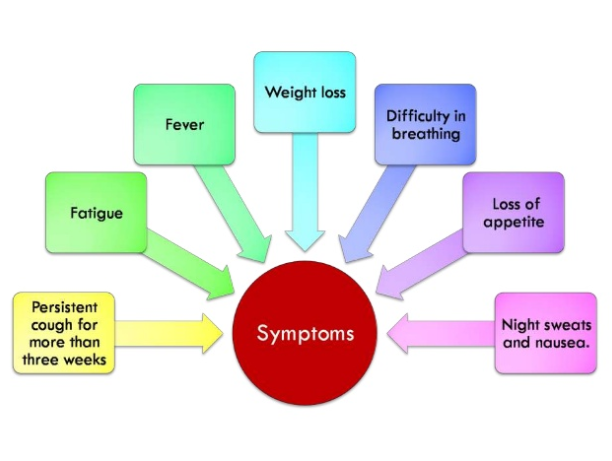 Weight loss
Fever
Difficulty in
breathing
Fatigue
Loss of
appetite
Persistent
cough for
more than
three weeks
Symptoms
Night sweats
and nausea.